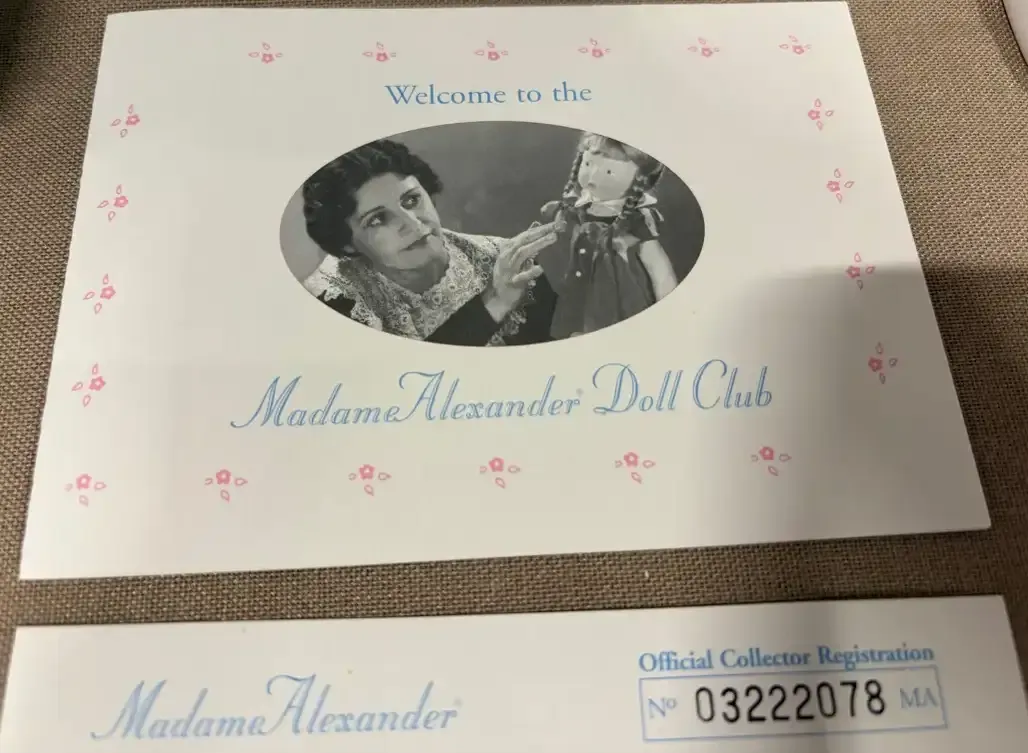 Welcome to the
Madame Alexander® Doll Club
Madame Alexander®
Official Collector Registration
Nº 03222078 MA